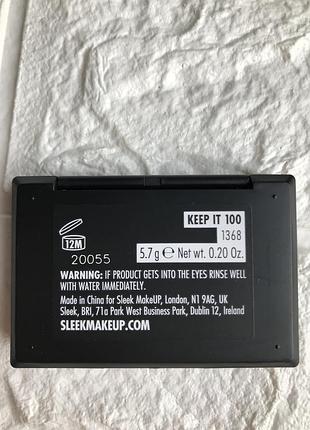 KEEP IT 100
1368
12M
20055
5.7 g ℮ Net wt. 0.20 Oz.
WARNING: IF PRODUCT GETS INTO THE EYES RINSE WELL
WITH WATER IMMEDIATELY.
Made in China for Sleek MakeUP, London, N1 9AG, UK
Sleek, BRI, 71a Park West Business Park, Dublin 12, Ireland
SLEEKMAKEUP.COM